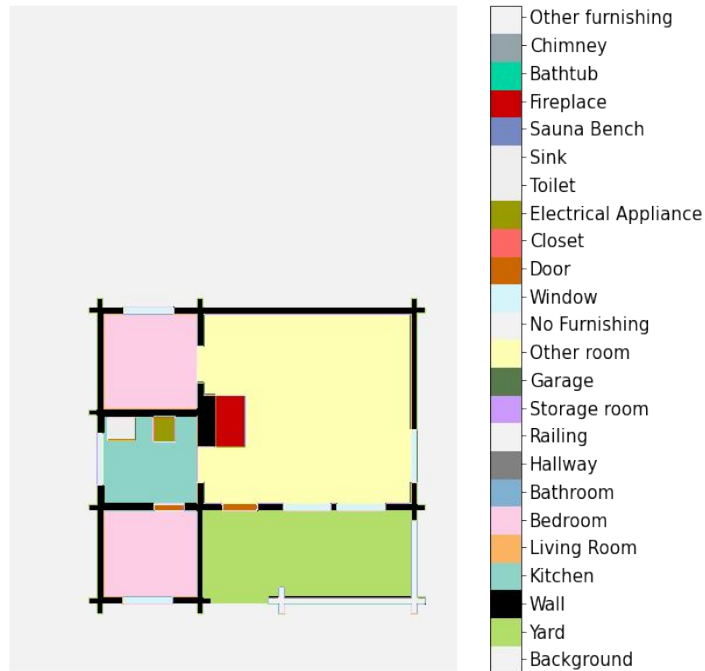 Other furnishing
Chimney
Bathtub
Fireplace
Sauna Bench
Sink
Toilet
Electrical Appliance
Closet
Door
Window
No Furnishing
Other room
Garage
Storage room
Railing
Hallway
Bathroom
Bedroom
Living Room
Kitchen
Wall
Yard
Background